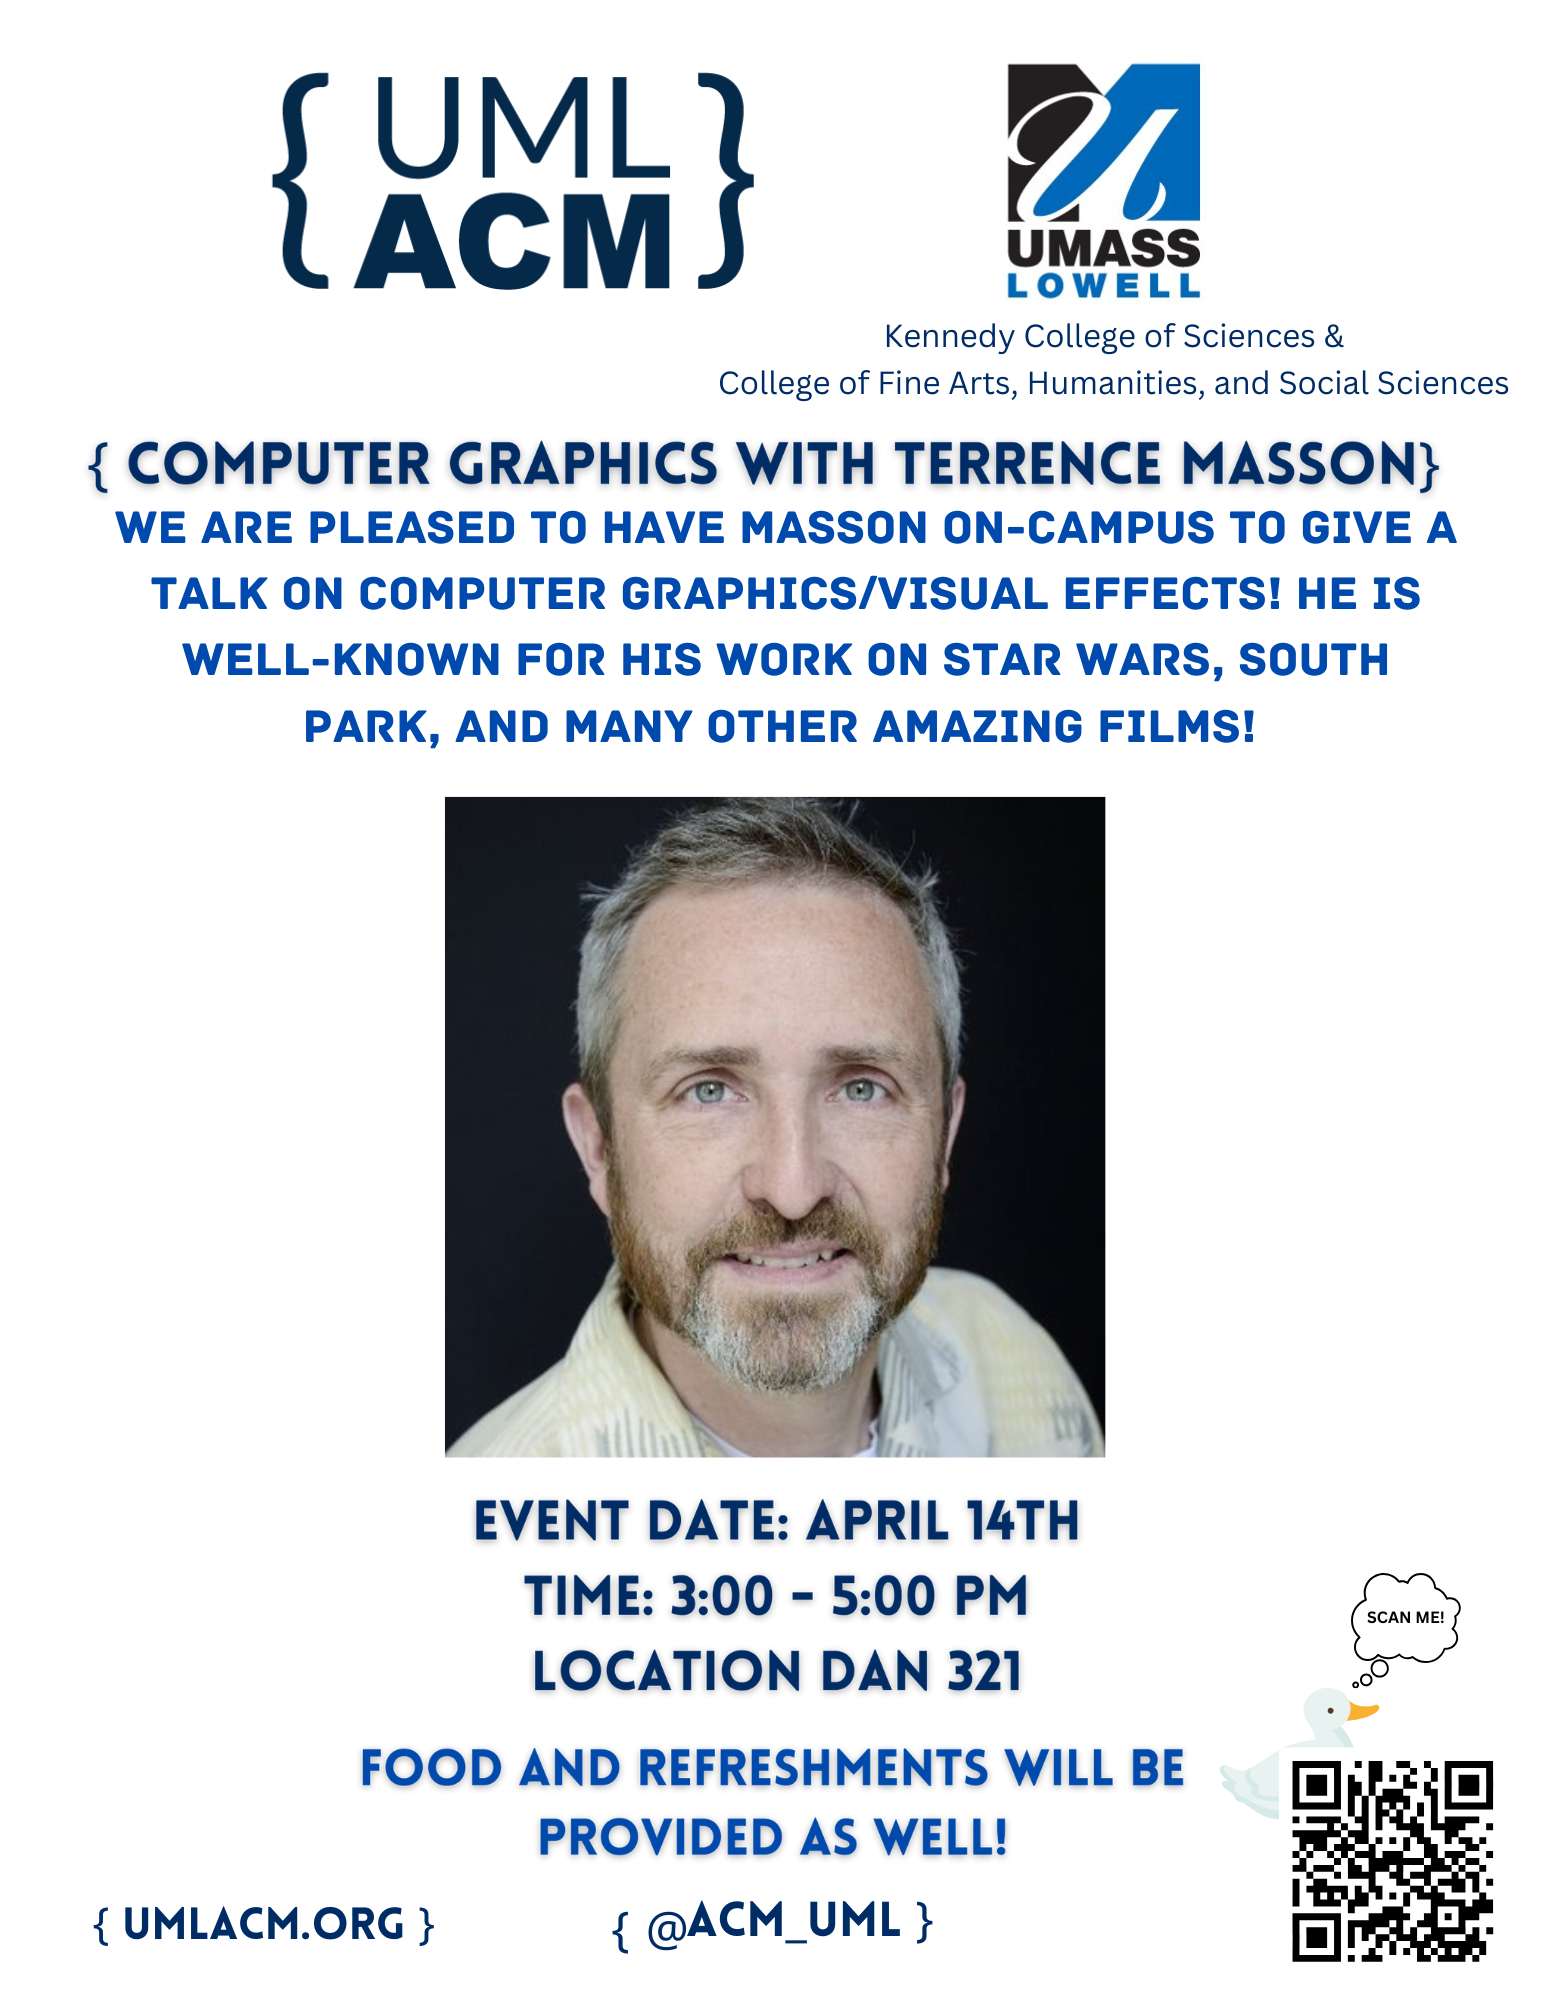 { UML
ACM }
UMASS
LOWELL
Kennedy College of Sciences &
College of Fine Arts, Humanities, and Social Sciences
{ COMPUTER GRAPHICS WITH TERRENCE MASSON}
WE ARE PLEASED TO HAVE MASSON ON-CAMPUS TO GIVE A
TALK ON COMPUTER GRAPHICS/VISUAL EFFECTS! HE IS
WELL-KNOWN FOR HIS WORK ON STAR WARS, SOUTH
PARK, AND MANY OTHER AMAZING FILMS!
EVENT DATE: APRIL 14TH
TIME: 3:00 - 5:00 PM
LOCATION DAN 321
SCAN ME!
FOOD AND REFRESHMENTS WILL BE
PROVIDED AS WELL!
{ UMLACM.ORG }
{ @ACM_UML }